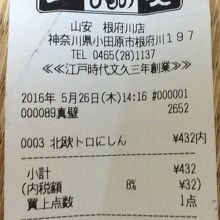 ひもの
山安 根府川店
神奈川県小田原市根府川197
TEL 0465(28)1137
≪江戸時代文久三年創業≫
2016年 5月26日(木)14:16 #000001
000089真壁 2652
0003 北欧トロにしん ¥432内
小計 ¥432
(内税額 8% ¥32)
買上点数 1点